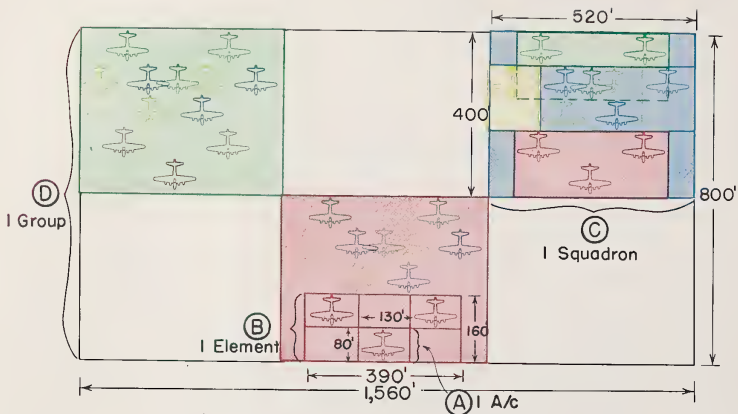 520'
400'
800'
D
1 Group
C
1 Squadron
B
1 Element
130'
80'
160'
390'
A 1 A/c
1,560'